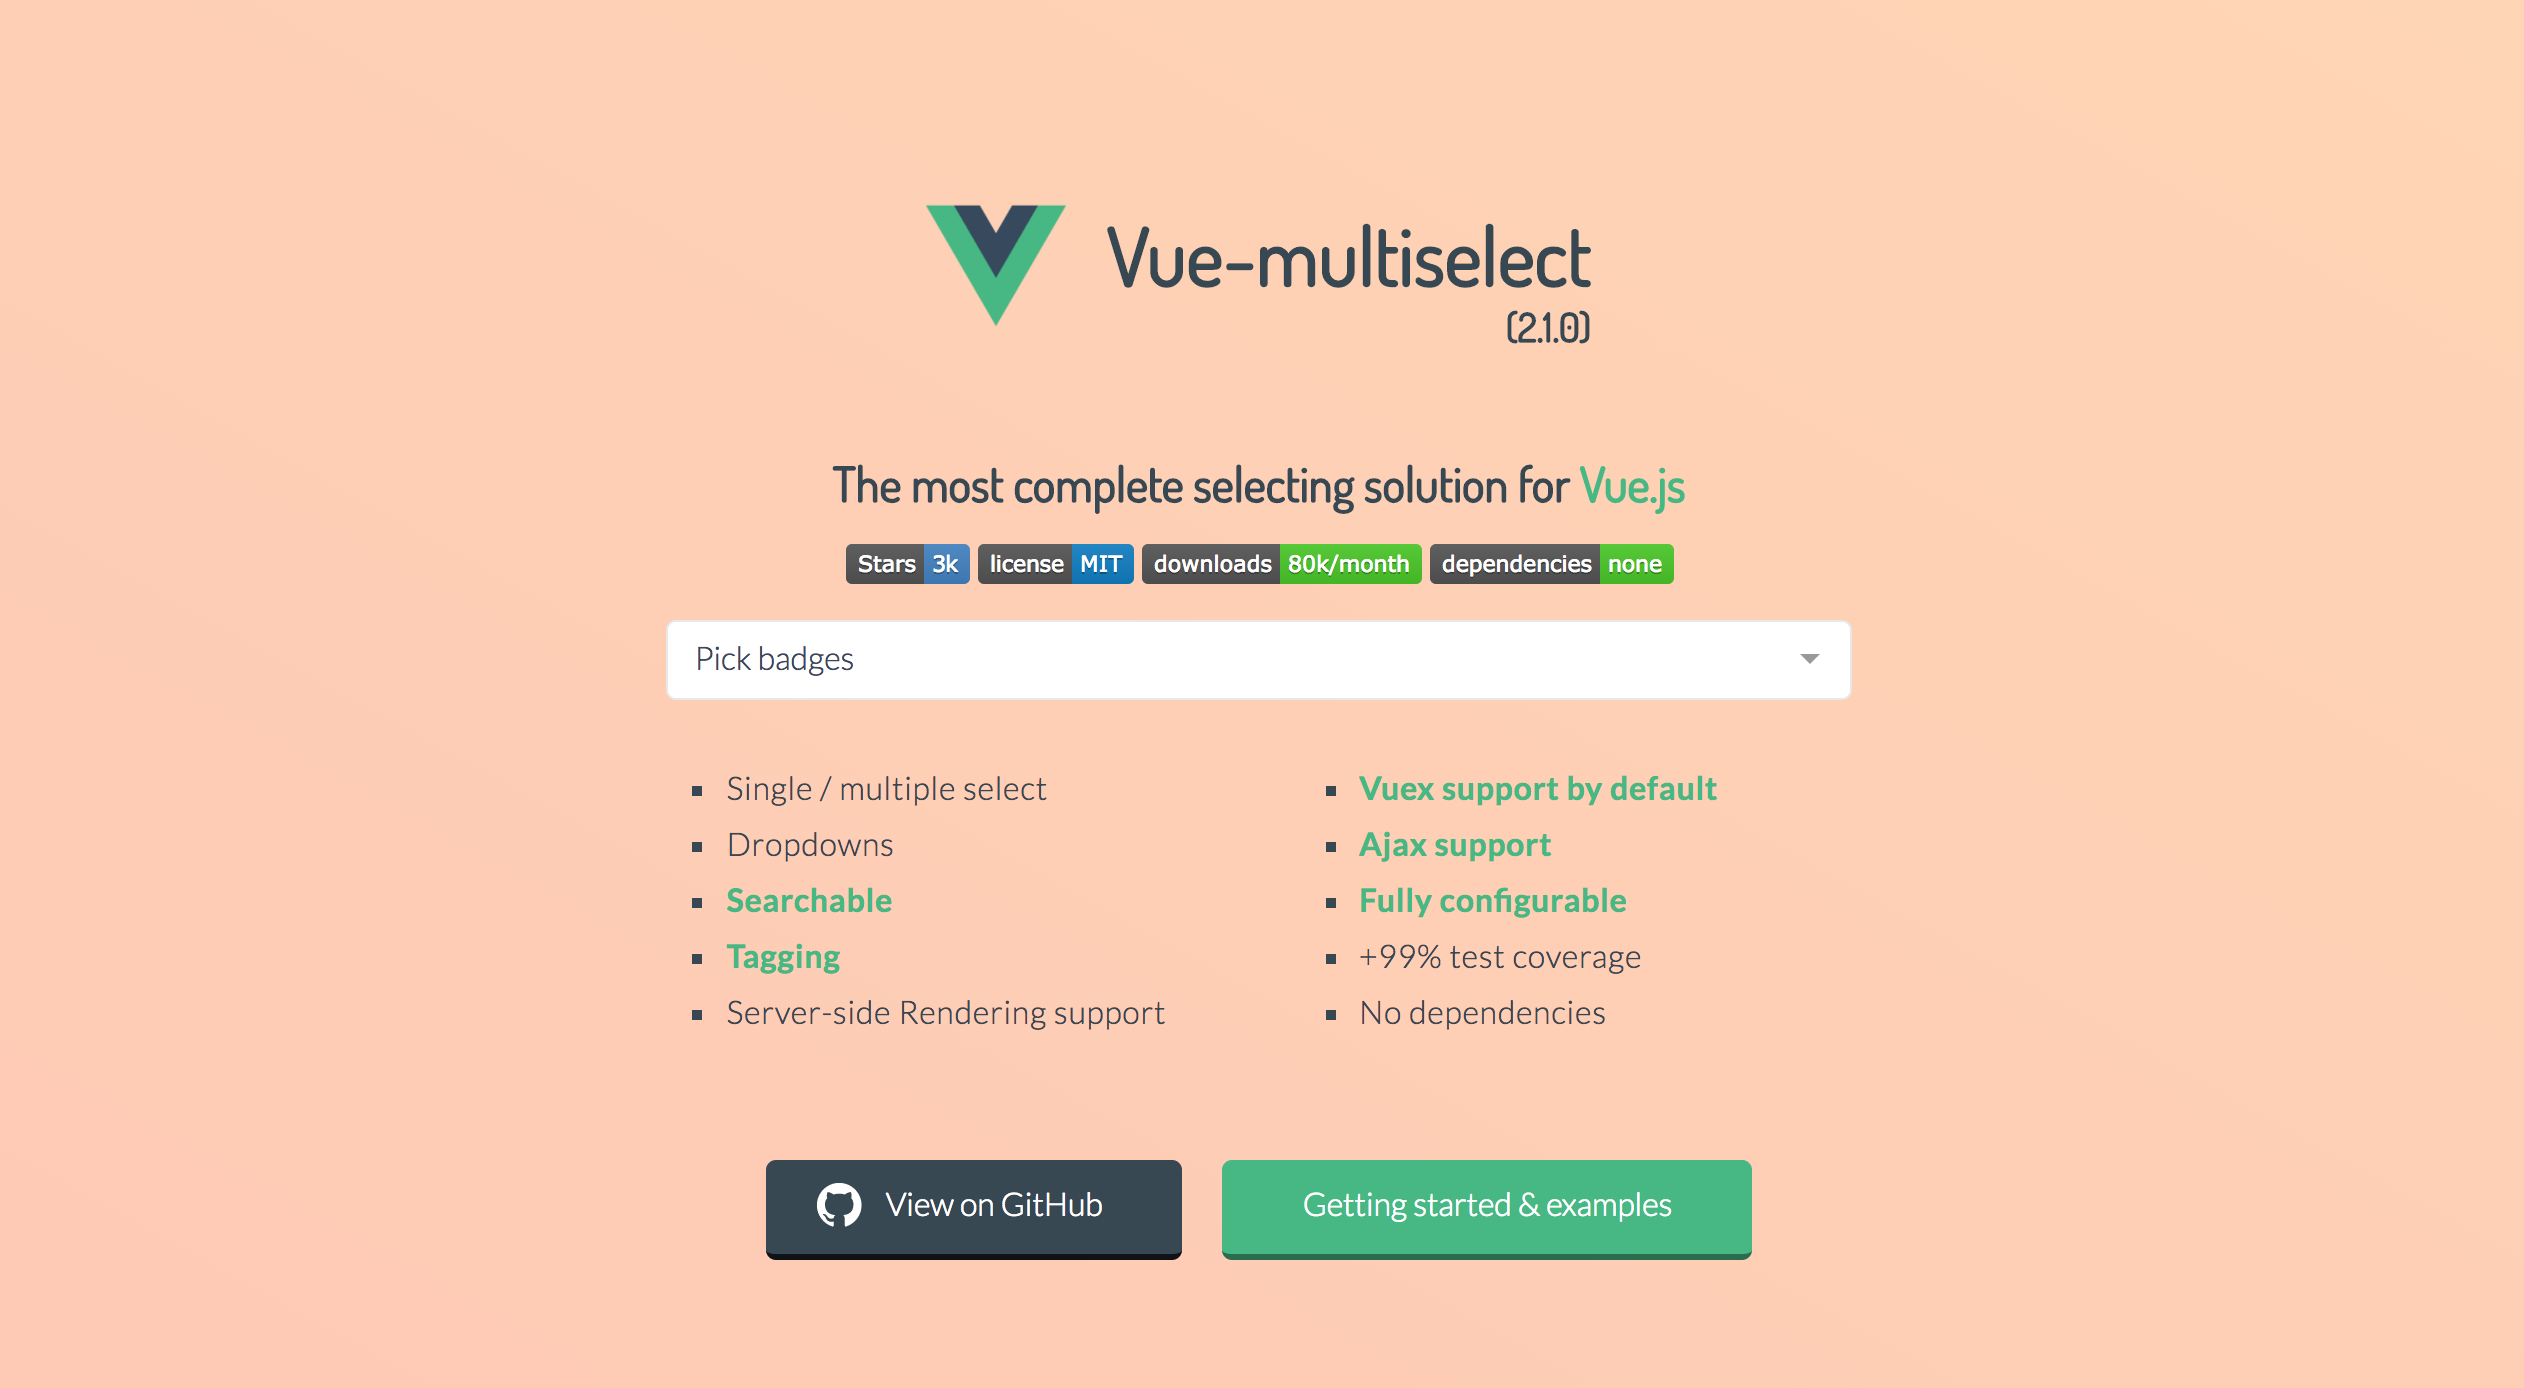 Vue-multiselect
(2.1.0)
The most complete selecting solution for Vue.js
Stars 3k license MIT downloads 80k/month dependencies none
Pick badges
Single / multiple select
Dropdowns
Searchable
Tagging
Server-side Rendering support
Vuex support by default
Ajax support
Fully configurable
+99% test coverage
No dependencies
View on GitHub
Getting started & examples